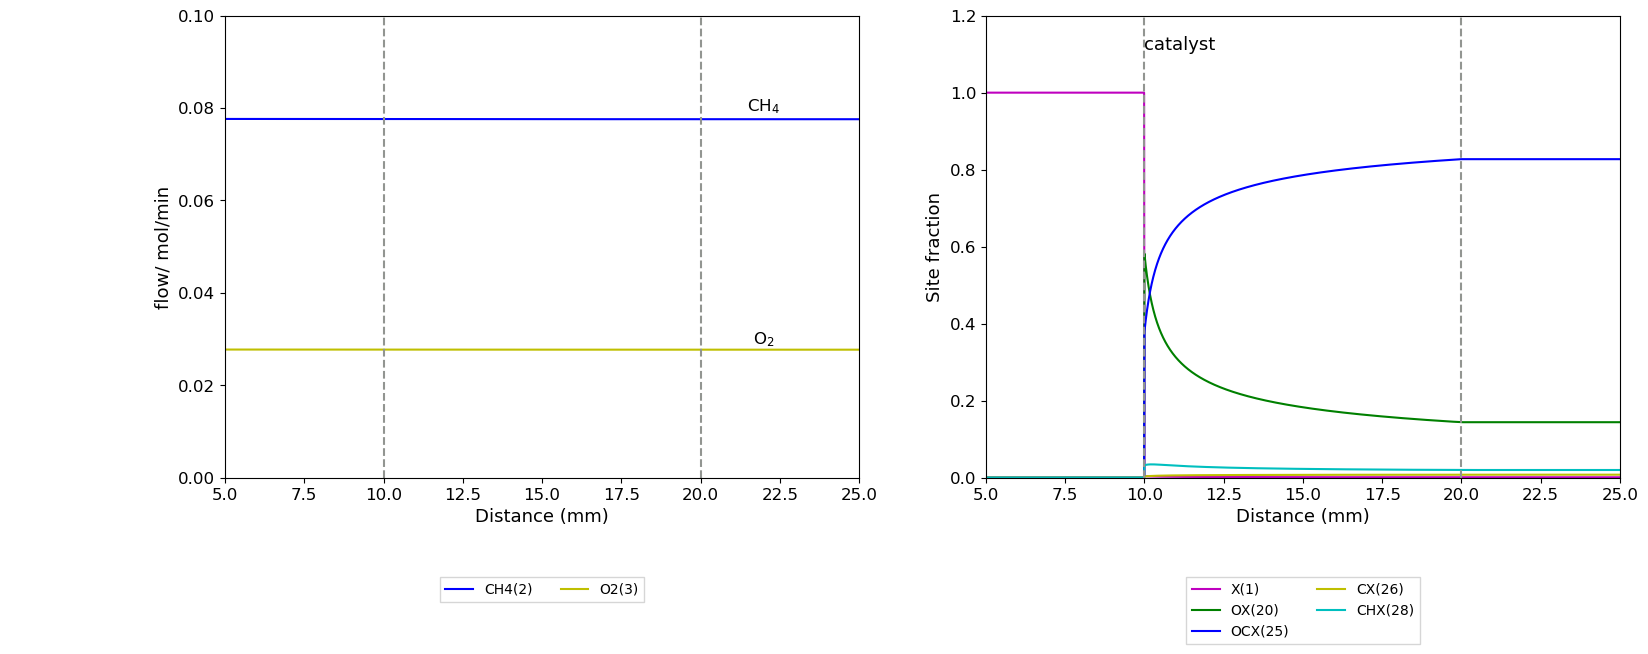 0.10
0.08
0.06
0.04
0.02
0.00
flow/ mol/min
CH4
O2
5.0 7.5 10.0 12.5 15.0 17.5 20.0 22.5 25.0
Distance (mm)
CH4(2) O2(3)
1.2
1.0
0.8
0.6
0.4
0.2
0.0
Site fraction
catalyst
5.0 7.5 10.0 12.5 15.0 17.5 20.0 22.5 25.0
Distance (mm)
X(1) CX(26)
OX(20) CHX(28)
OCX(25)